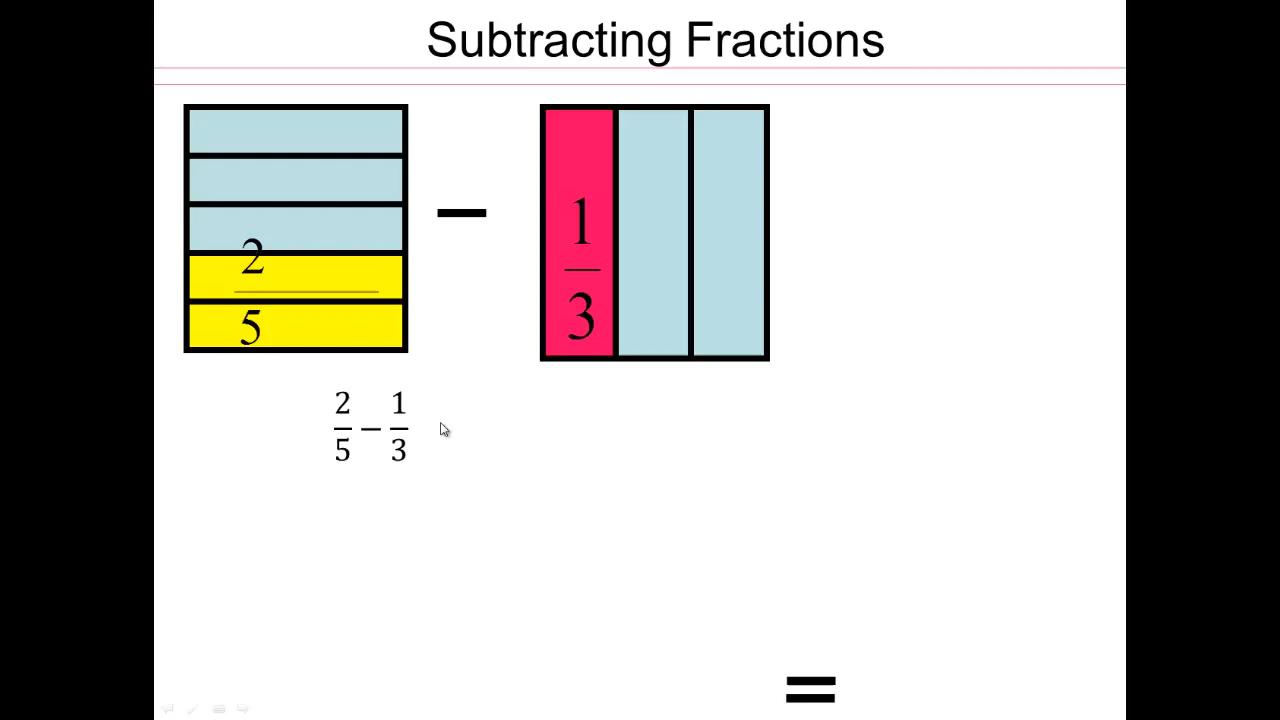 Subtracting Fractions
2/5 − 1/3
2/5 − 1/3
=